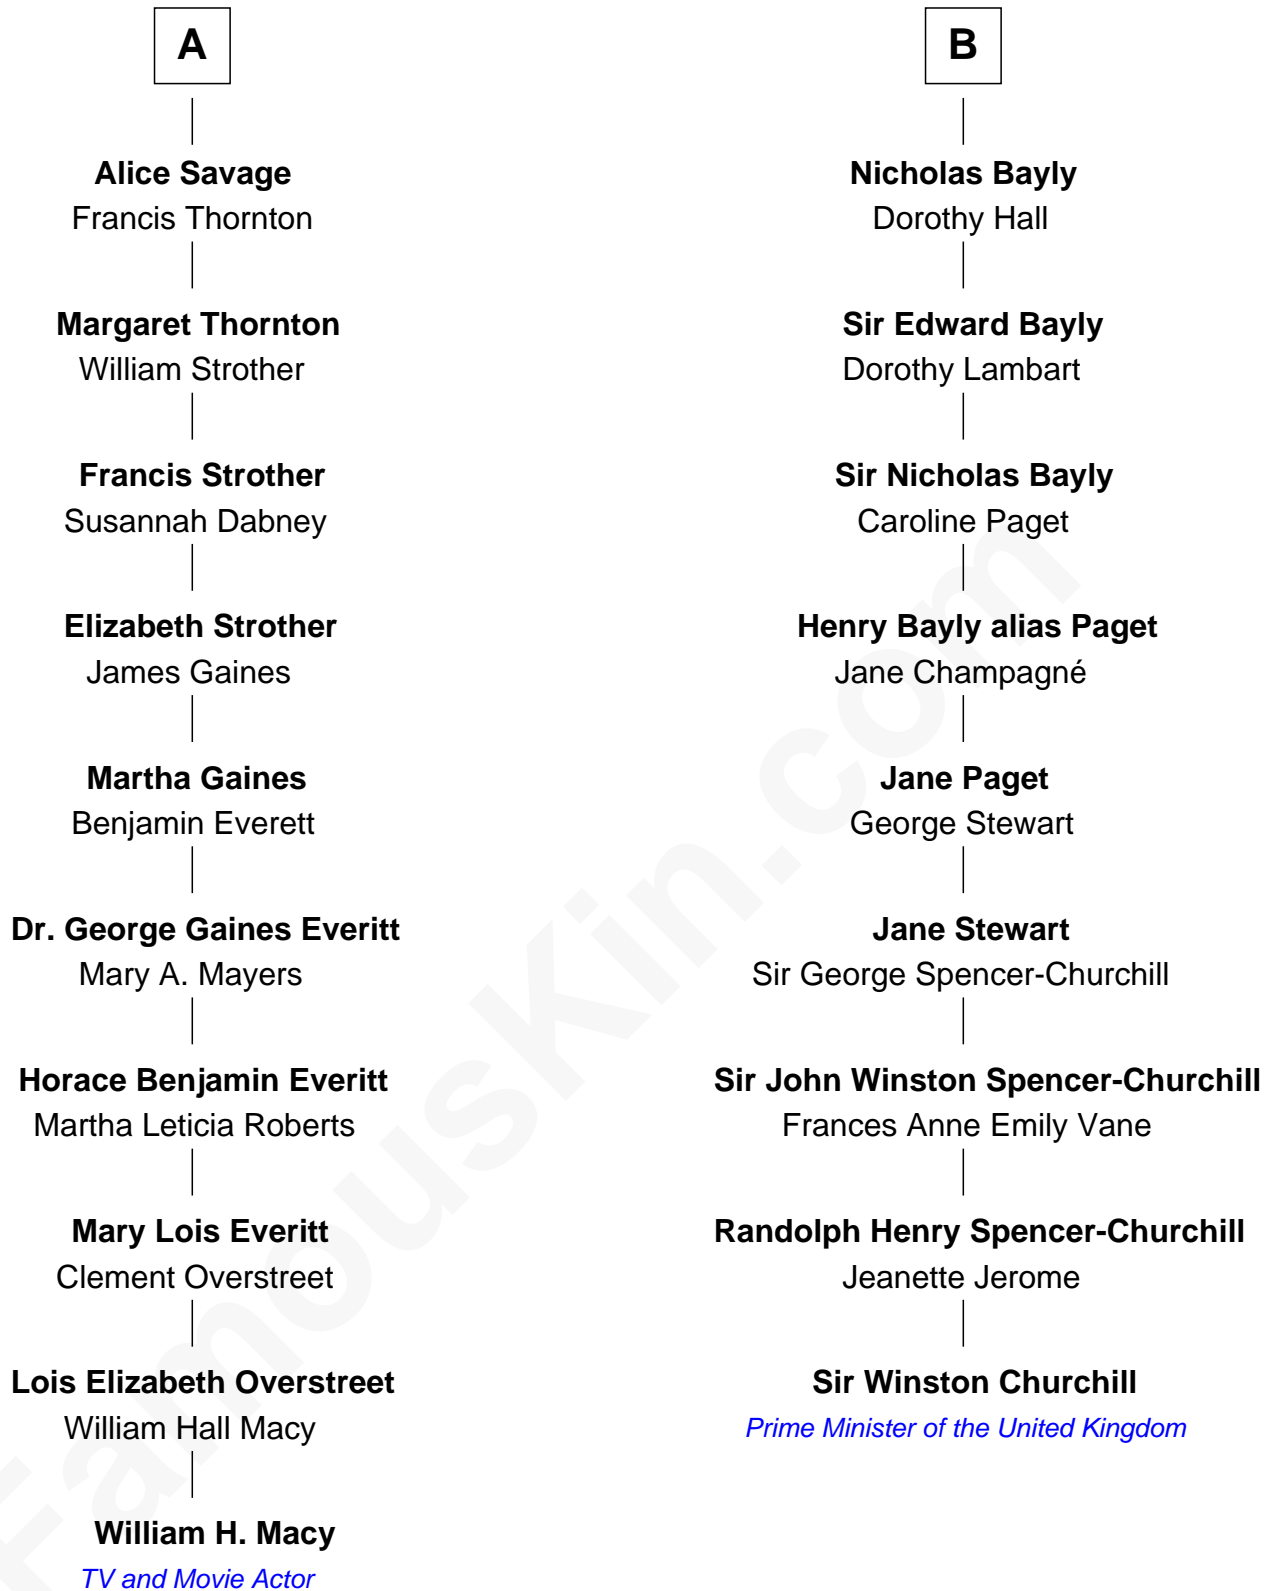 A
Alice Savage
Francis Thornton
Margaret Thornton
William Strother
Francis Strother
Susannah Dabney
Elizabeth Strother
James Gaines
Martha Gaines
Benjamin Everett
Dr. George Gaines Everitt
Mary A. Mayers
Horace Benjamin Everitt
Martha Leticia Roberts
Mary Lois Everitt
Clement Overstreet
Lois Elizabeth Overstreet
William Hall Macy
William H. Macy
TV and Movie Actor
B
Nicholas Bayly
Dorothy Hall
Sir Edward Bayly
Dorothy Lambart
Sir Nicholas Bayly
Caroline Paget
Henry Bayly alias Paget
Jane Champagné
Jane Paget
George Stewart
Jane Stewart
Sir George Spencer-Churchill
Sir John Winston Spencer-Churchill
Frances Anne Emily Vane
Randolph Henry Spencer-Churchill
Jeanette Jerome
Sir Winston Churchill
Prime Minister of the United Kingdom
FamousKin.com